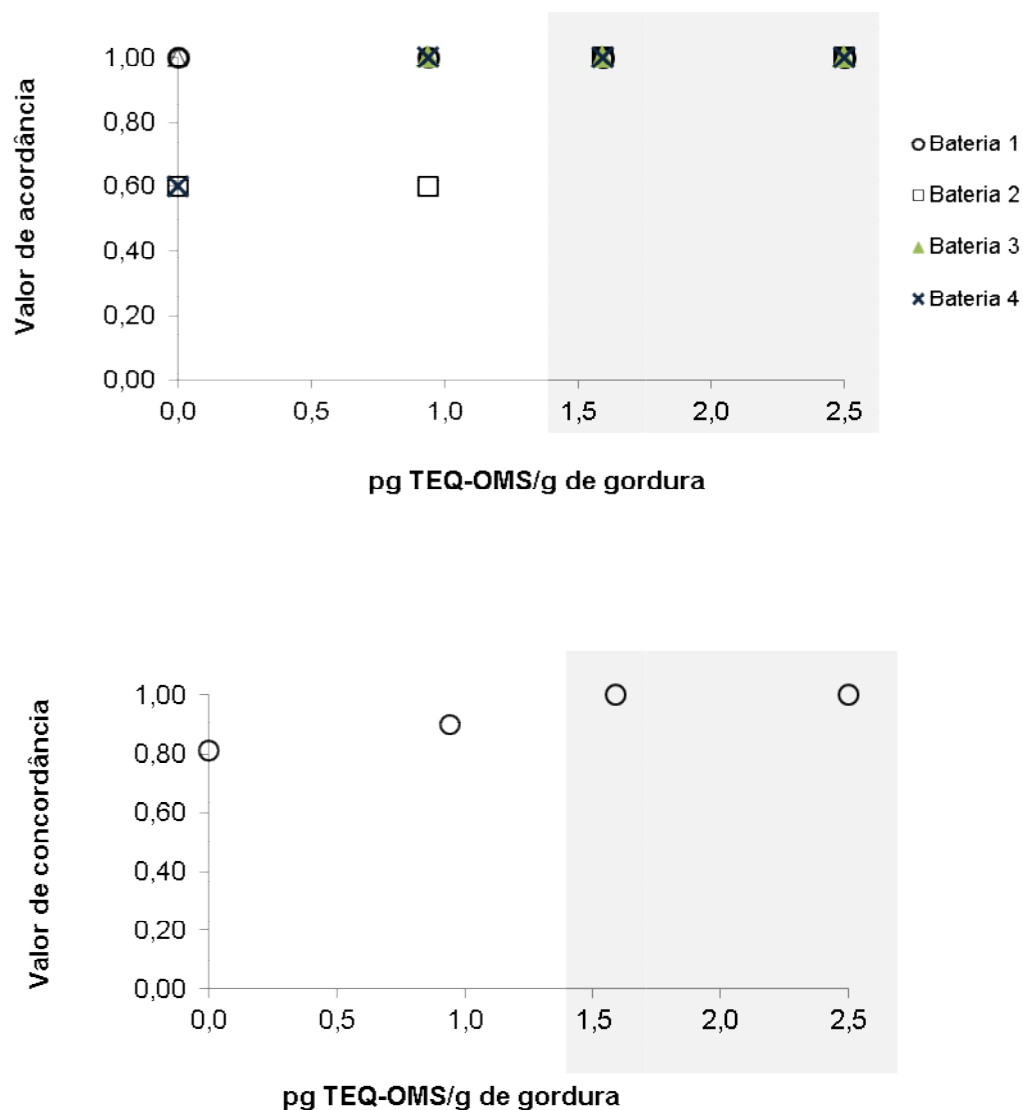 1,00
0,80
0,60
0,40
0,20
0,00
Valor de acordância
0,0 0,5 1,0 1,5 2,0 2,5
pg TEQ-OMS/g de gordura
Bateria 1
Bateria 2
Bateria 3
Bateria 4
1,00
0,80
0,60
0,40
0,20
0,00
Valor de concordância
0,0 0,5 1,0 1,5 2,0 2,5
pg TEQ-OMS/g de gordura